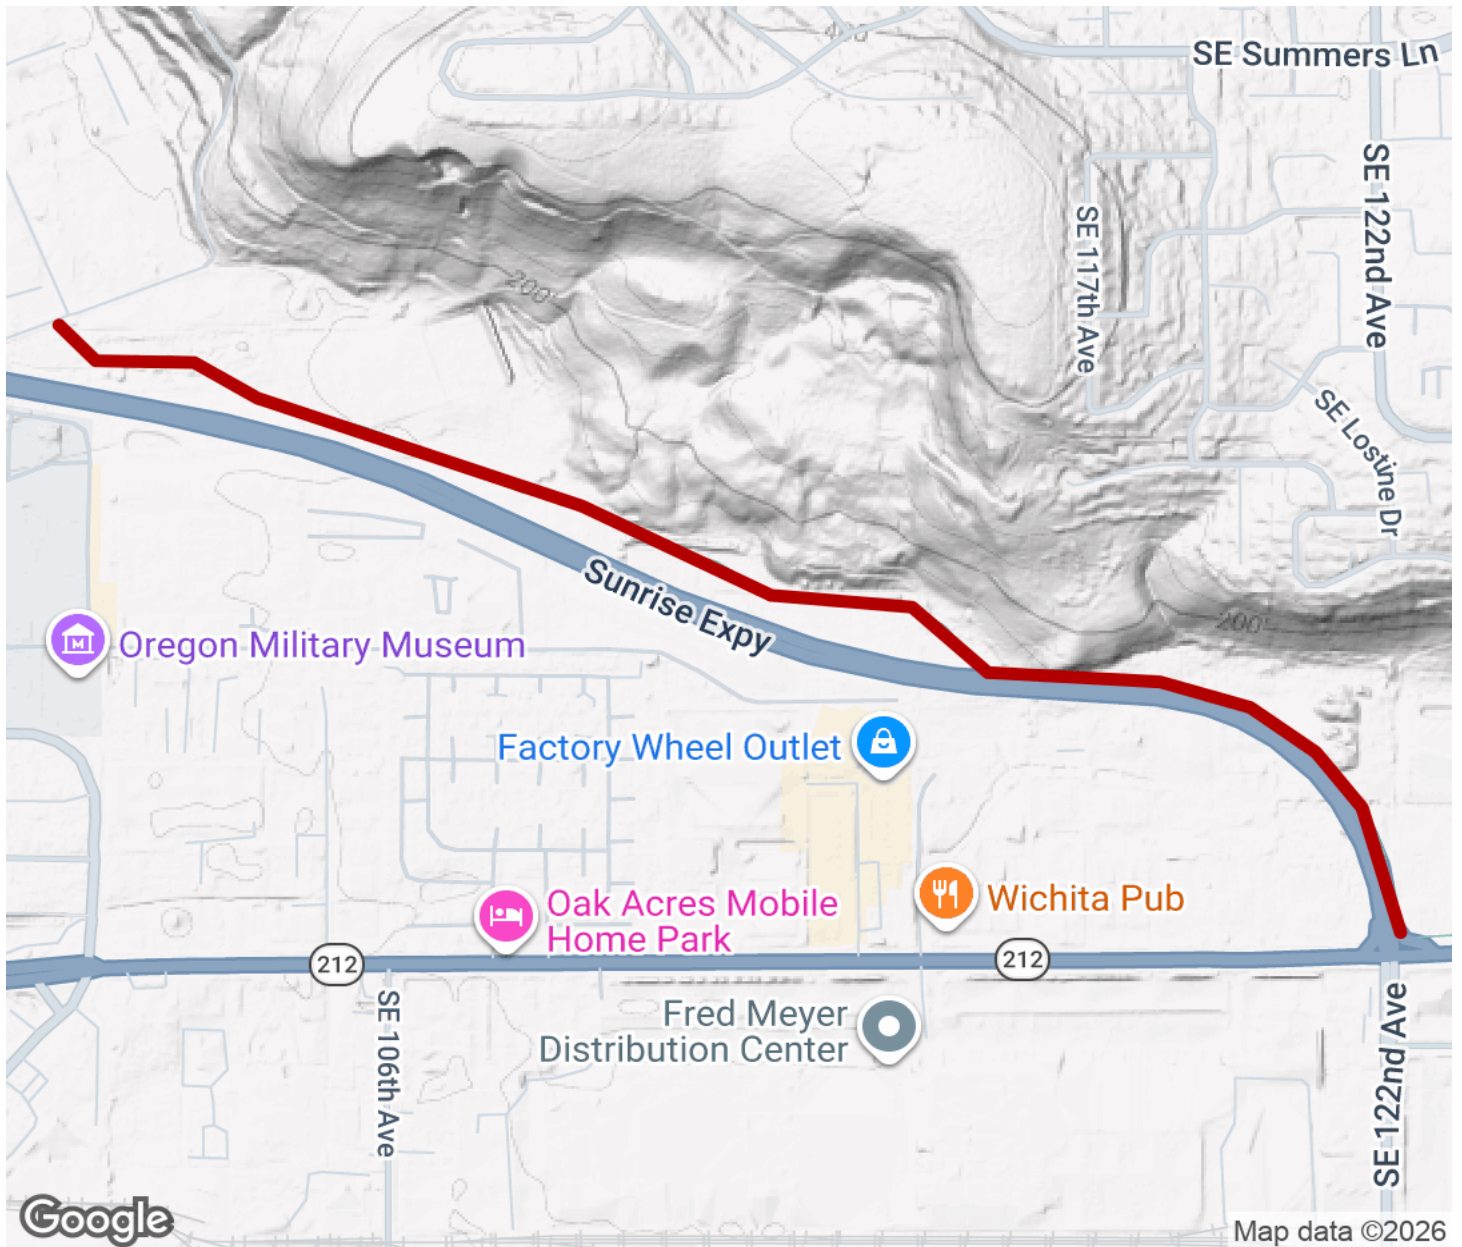 400
SE Summers Ln
SE 122nd Ave
SE 117th Ave
200'
SE Lostine Dr
Sunrise Expy
200'
Oregon Military Museum
Factory Wheel Outlet
Oak Acres Mobile
Home Park
Wichita Pub
212
212
Fred Meyer
Distribution Center
SE 106th Ave
SE 122nd Ave
Google
Map data ©2026